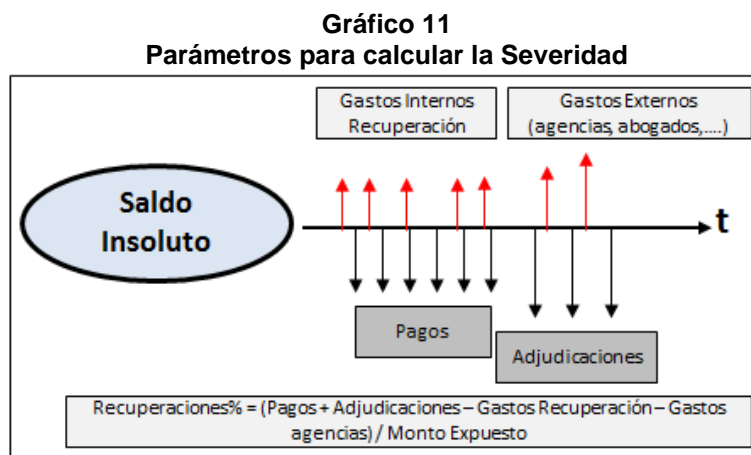 Gráfico 11
Parámetros para calcular la Severidad
Gastos Internos
Recuperación
Gastos Externos
(agencias, abogados,....)
Saldo
Insoluto
t
Pagos
Adjudicaciones
Recuperaciones% = (Pagos + Adjudicaciones – Gastos Recuperación – Gastos
agencias) / Monto Expuesto